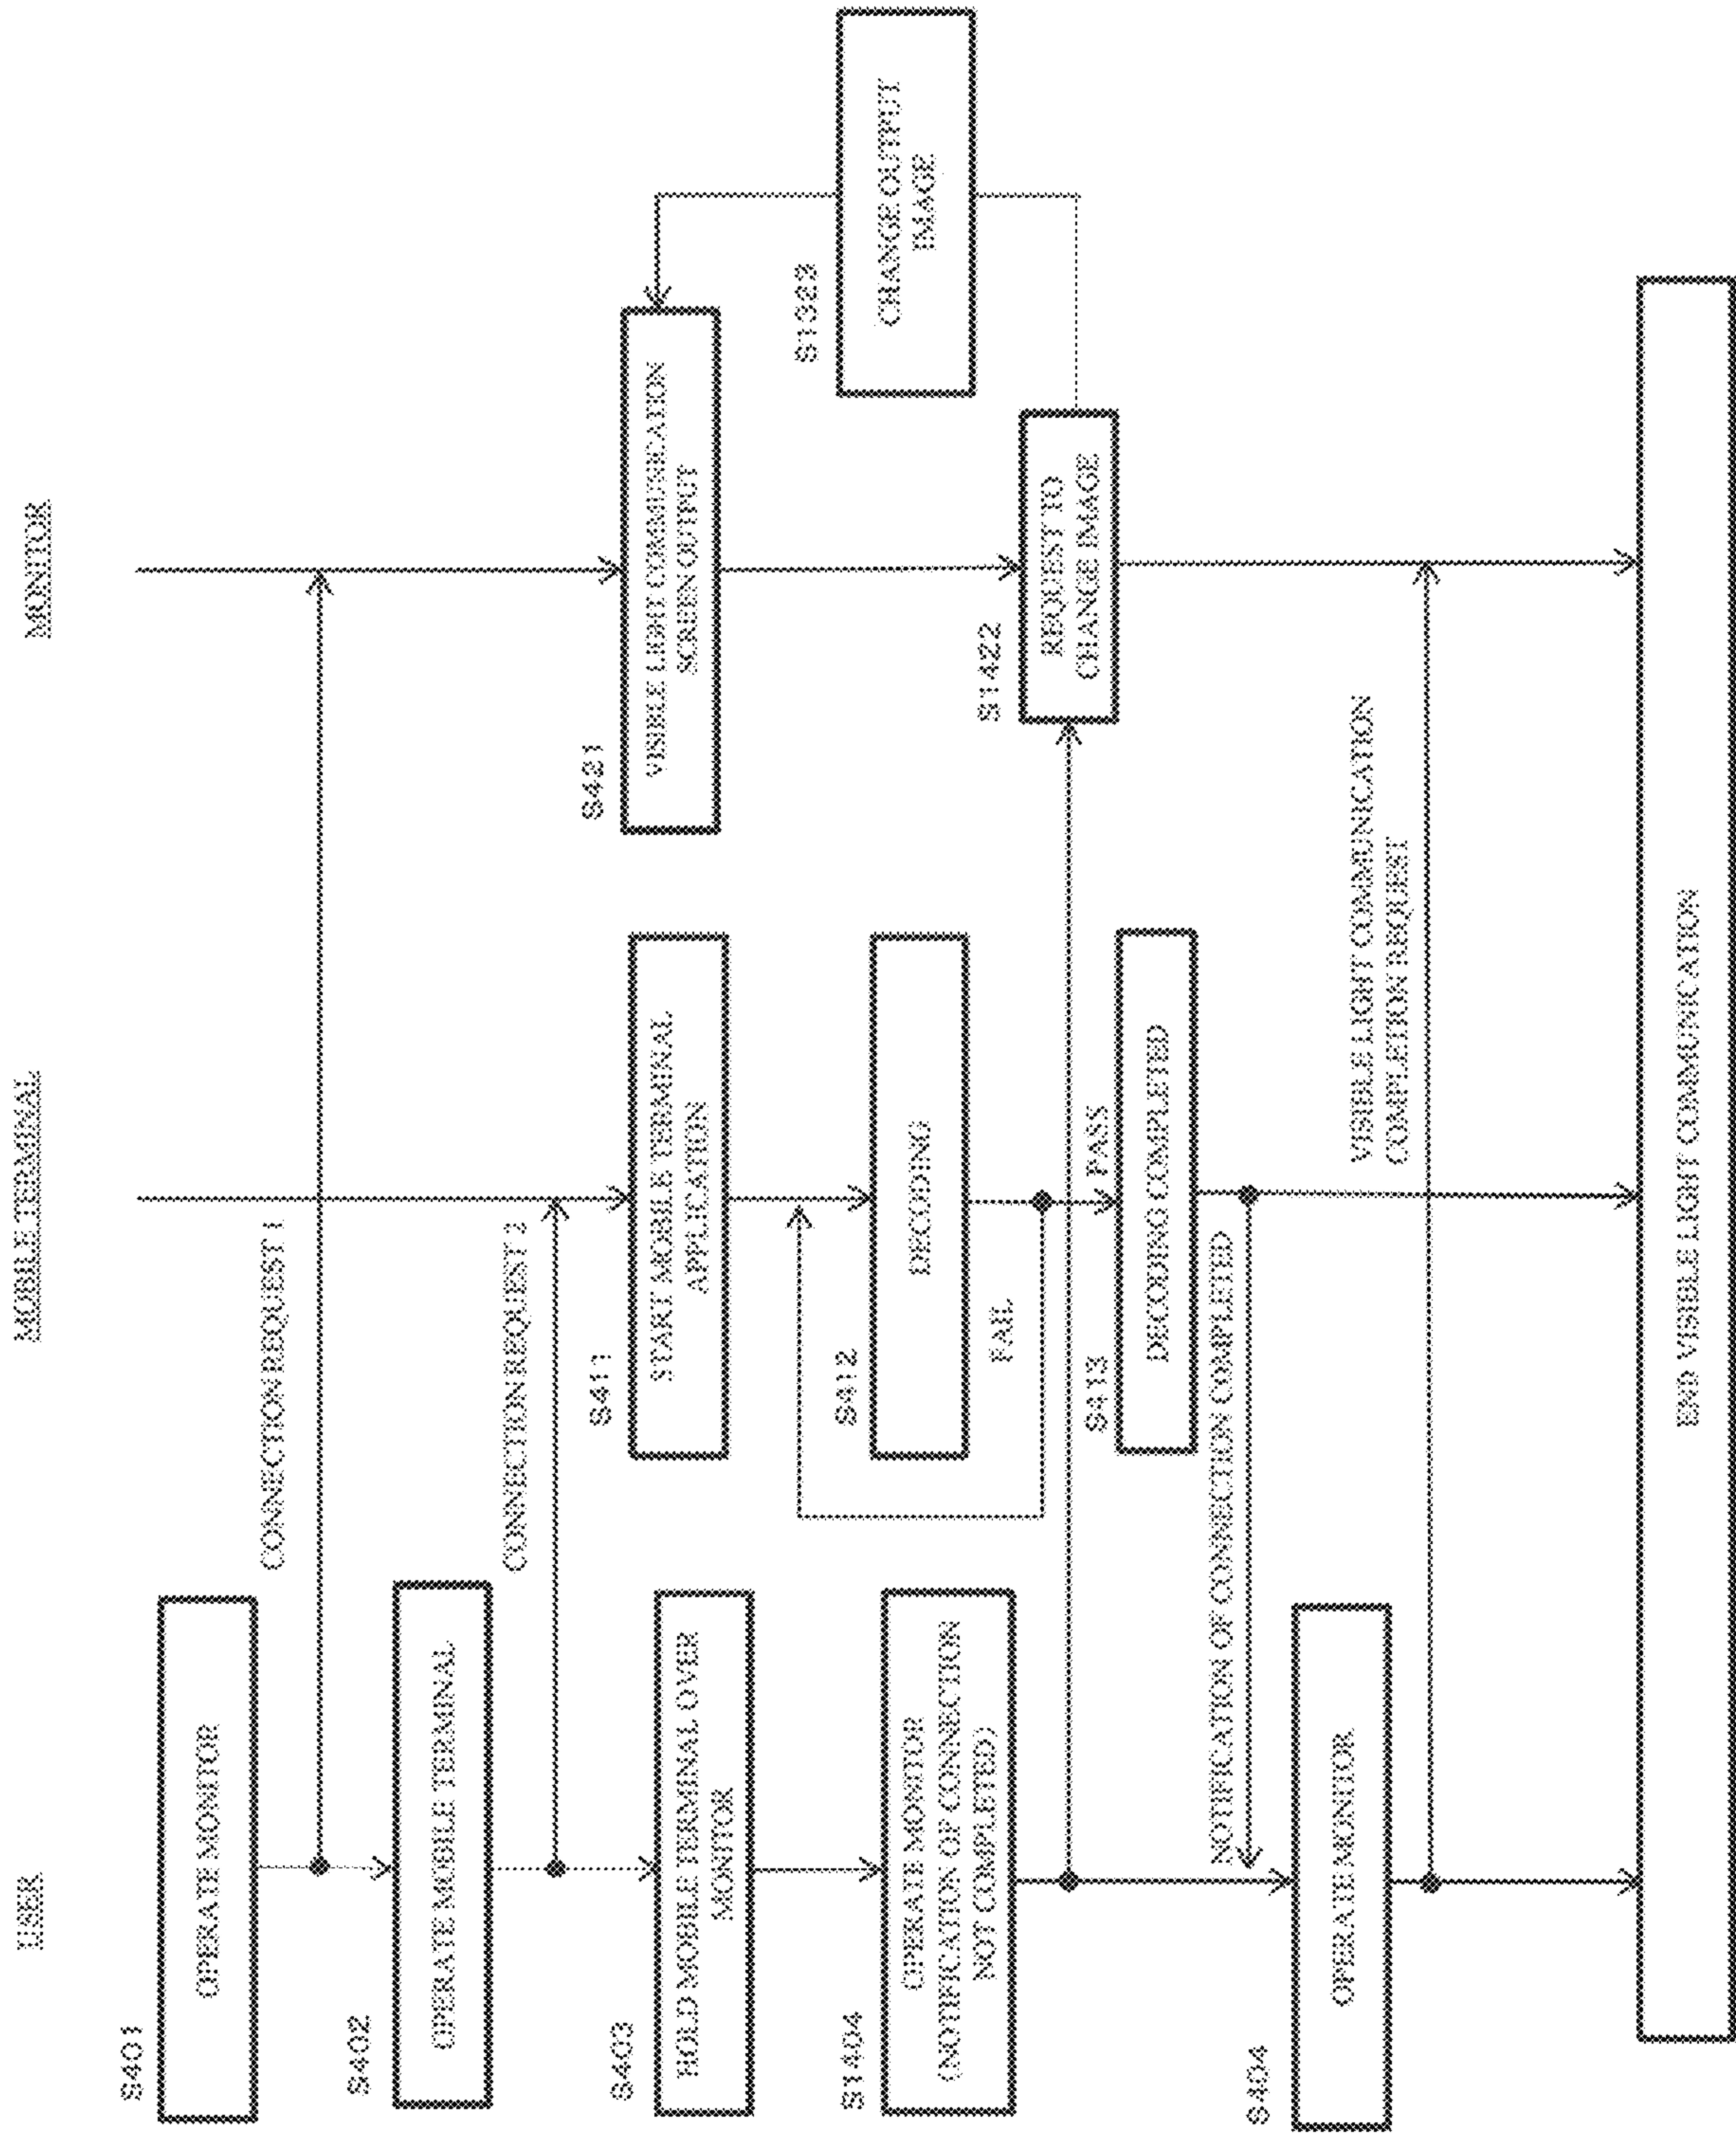 USER
MOBILE TERMINAL
MONITOR
S401
OPERATE MONITOR
CONNECTION REQUEST 1
S402
OPERATE MOBILE TERMINAL
CONNECTION REQUEST 2
S403
HOLD MOBILE TERMINAL OVER
MONITOR
S411
START MOBILE TERMINAL
APPLICATION
S421
VISIBLE LIGHT COMMUNICATION
SCREEN OUTPUT
S1404
OPERATE MONITOR
(NOTIFICATION OF CONNECTION
NOT COMPLETED)
S412
DECODING
S1323
CHANGE OUTPUT
IMAGE
FAIL
PASS
S1422
REQUEST TO
CHANGE IMAGE
S413
DECODING COMPLETED
NOTIFICATION OF CONNECTION COMPLETED
S404
OPERATE MONITOR
VISIBLE LIGHT COMMUNICATION
COMPLETION REQUEST
END VISIBLE LIGHT COMMUNICATION